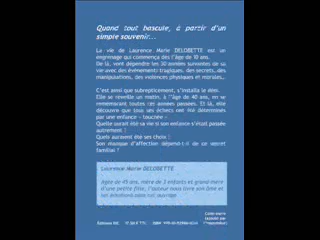 Quand tout bascule, à partir d'un
simple souvenir...
La vie de Laurence Marie DELOBETTE est un
engrenage qui commença dès l'âge de 10 ans.
De là, vont dépendre les 30 années suivantes de sa
vie avec des événements tragiques, des secrets, des
manipulations, des violences physiques et morales...
C'est ainsi que subrepticement, s'installa le déni.
Elle se réveilla un matin, à l'âge de 40 ans, en se
remémorant toutes ces années passées. Et là, elle
découvre que tous ses échecs ont été déterminés
par une enfance « touchée »
Quelle aurait été sa vie si son enfance s'était passée
autrement ?
Quels auraient été ses choix ?
Son manque d'affection dépend-il de ce secret
familial ?
Laurence Marie DELOBETTE
Agée de 45 ans, mère de 3 enfants et grand mère
d'une petite fille, l'auteur nous livre son âme et
ses émotions dans cet ouvrage
Éditions
ISBN